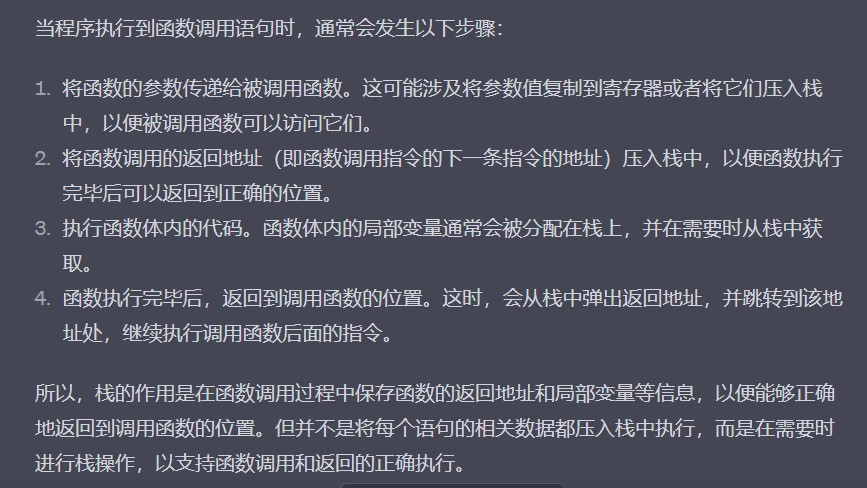 当程序执行到函数调用语句时，通常会发生以下步骤：
1. 将函数的参数传递给被调用函数。这可能涉及将参数值复制到寄存器或者将它们压入栈
中，以便被调用函数可以访问它们。
2. 将函数调用的返回地址（即函数调用指令的下一条指令的地址）压入栈中，以便函数执行
完毕后可以返回到正确的位置。
3. 执行函数体内的代码。函数体内的局部变量通常会被分配在栈上，并在需要时从栈中获
取。
4. 函数执行完毕后，返回到调用函数的位置。这时，会从栈中弹出返回地址，并跳转到该地
址处，继续执行调用函数后面的指令。
所以，栈的作用是在函数调用过程中保存函数的返回地址和局部变量等信息，以便能够正确
地返回到调用函数的位置。但并不是将每个语句的相关数据都压入栈中执行，而是在需要时
进行栈操作，以支持函数调用和返回的正确执行。